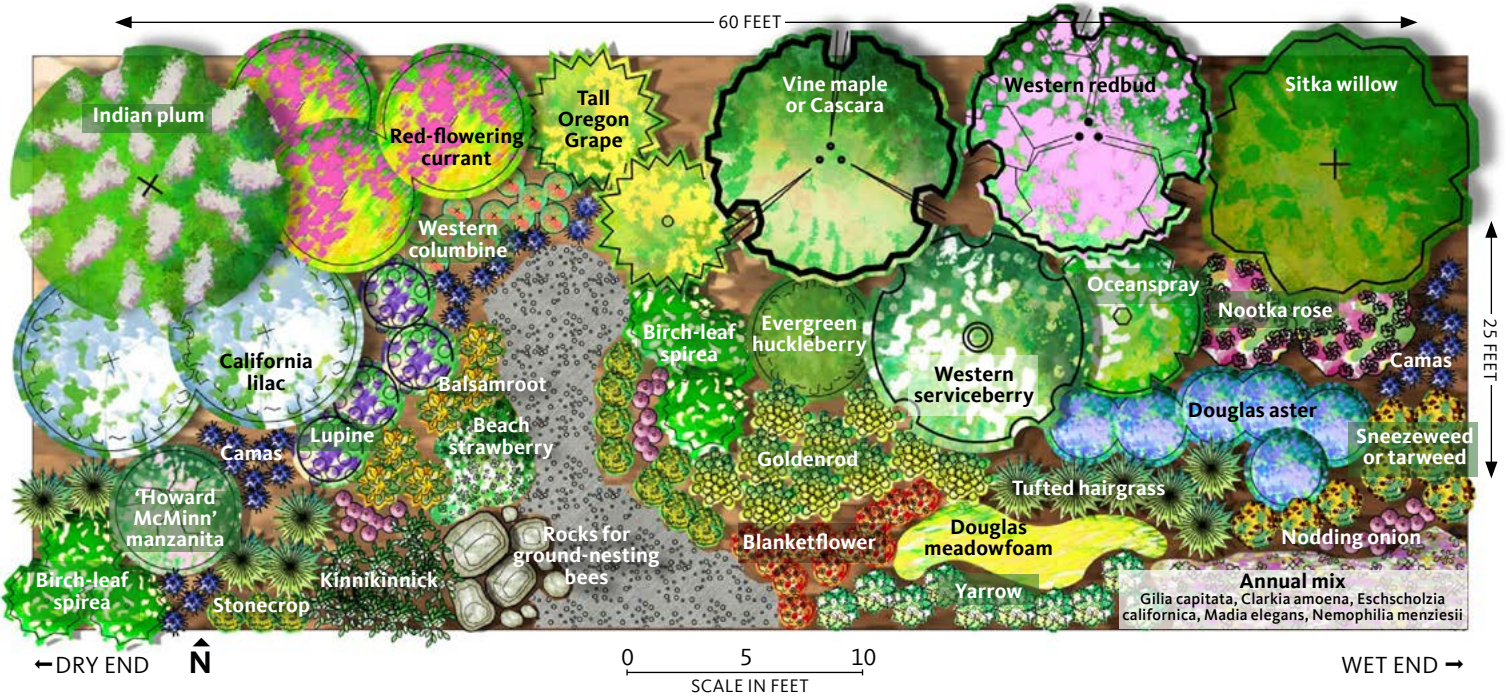 60 FEET
Indian plum
Red-flowering
currant
Tall
Oregon
Grape
Vine maple
or Cascara
Western redbud
Sitka willow
Western
columbine
Oceanspray
Nootka rose
25 FEET
California
lilac
Birch-leaf
spirea
Evergreen
huckleberry
Western
serviceberry
Camas
Balsamroot
Lupine
Beach
strawberry
Douglas aster
Camas
Goldenrod
Sneezeweed
or tarweed
Tufted hairgrass
'Howard
McMinn'
manzanita
Rocks for
ground-nesting
bees
Blanketflower
Douglas
meadowfoam
Nodding onion
Birch-leaf
spirea
Kinnikinnick
Stonecrop
Yarrow
Annual mix
Gilia capitata, Clarkia amoena, Eschscholzia
californica, Madia elegans, Nemophilia menziesii
←DRY END
N
0 5 10
SCALE IN FEET
WET END →